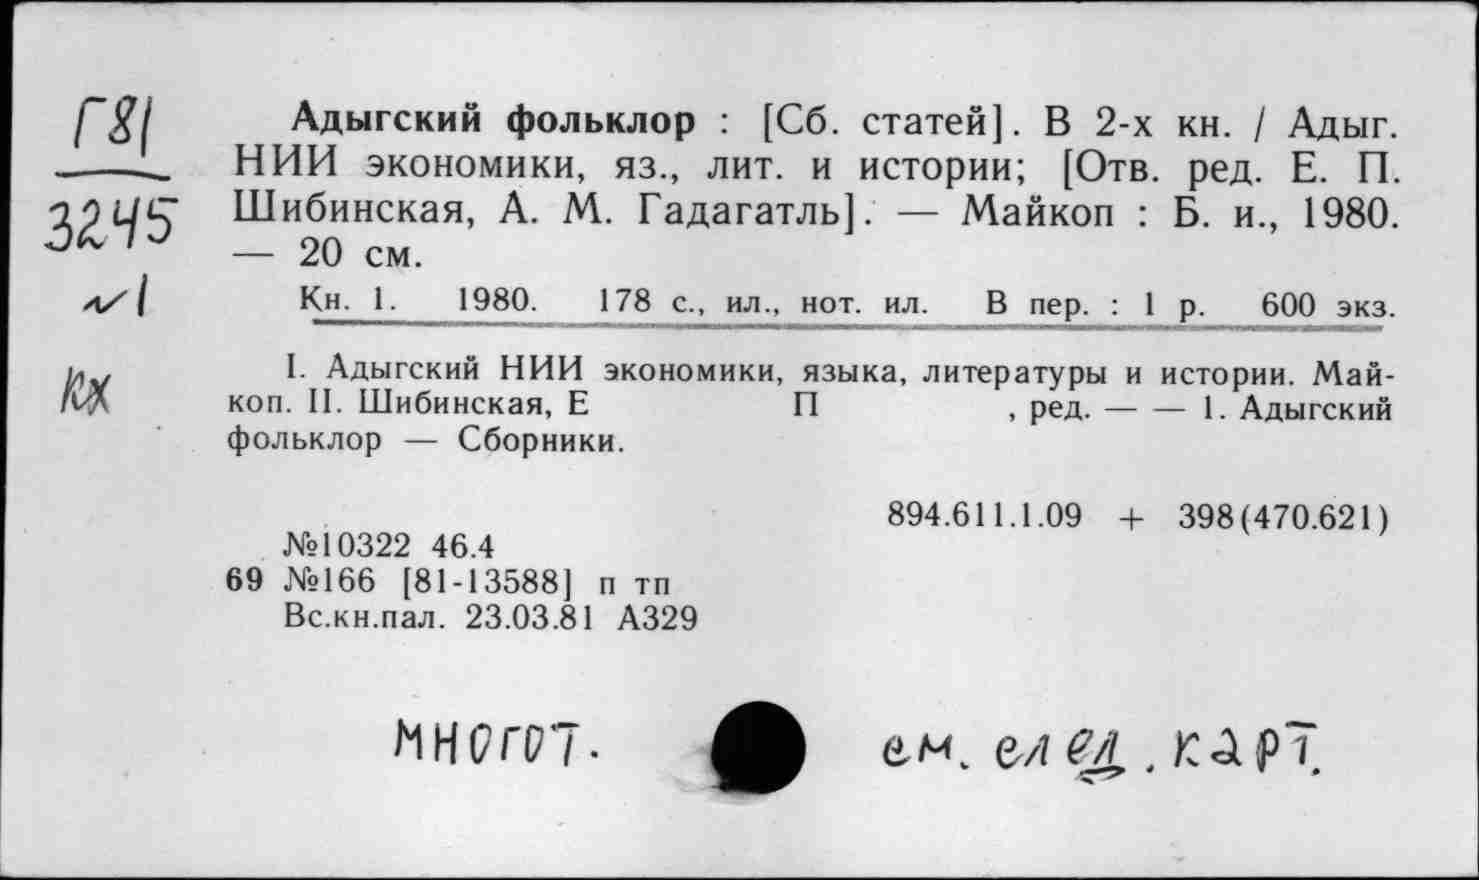 Г81
3245
Адыгский фольклор : [Сб. статей]. В 2-х кн. / Адыг.
НИИ экономики, яз., лит. и истории; [Отв. ред. Е. П.
Шибинская, А. М. Гадагатль]. — Майкоп : Б. и., 1980.
— 20 см.
Кн. 1. 1980. 178 с., ил., нот. ил. В пер. : 1 р. 600 экз.
I. Адыгский НИИ экономики, языка, литературы и истории. Май-
коп. II. Шибинская, Е П , ред. — — 1. Адыгский
фольклор — Сборники.
894.611.1.09 + 398(470.621)
№10322 46.4
69 №166 [81-13588] п тп
Вс.кн.пал. 23.03.81 А329
многот.
см. след. карт.